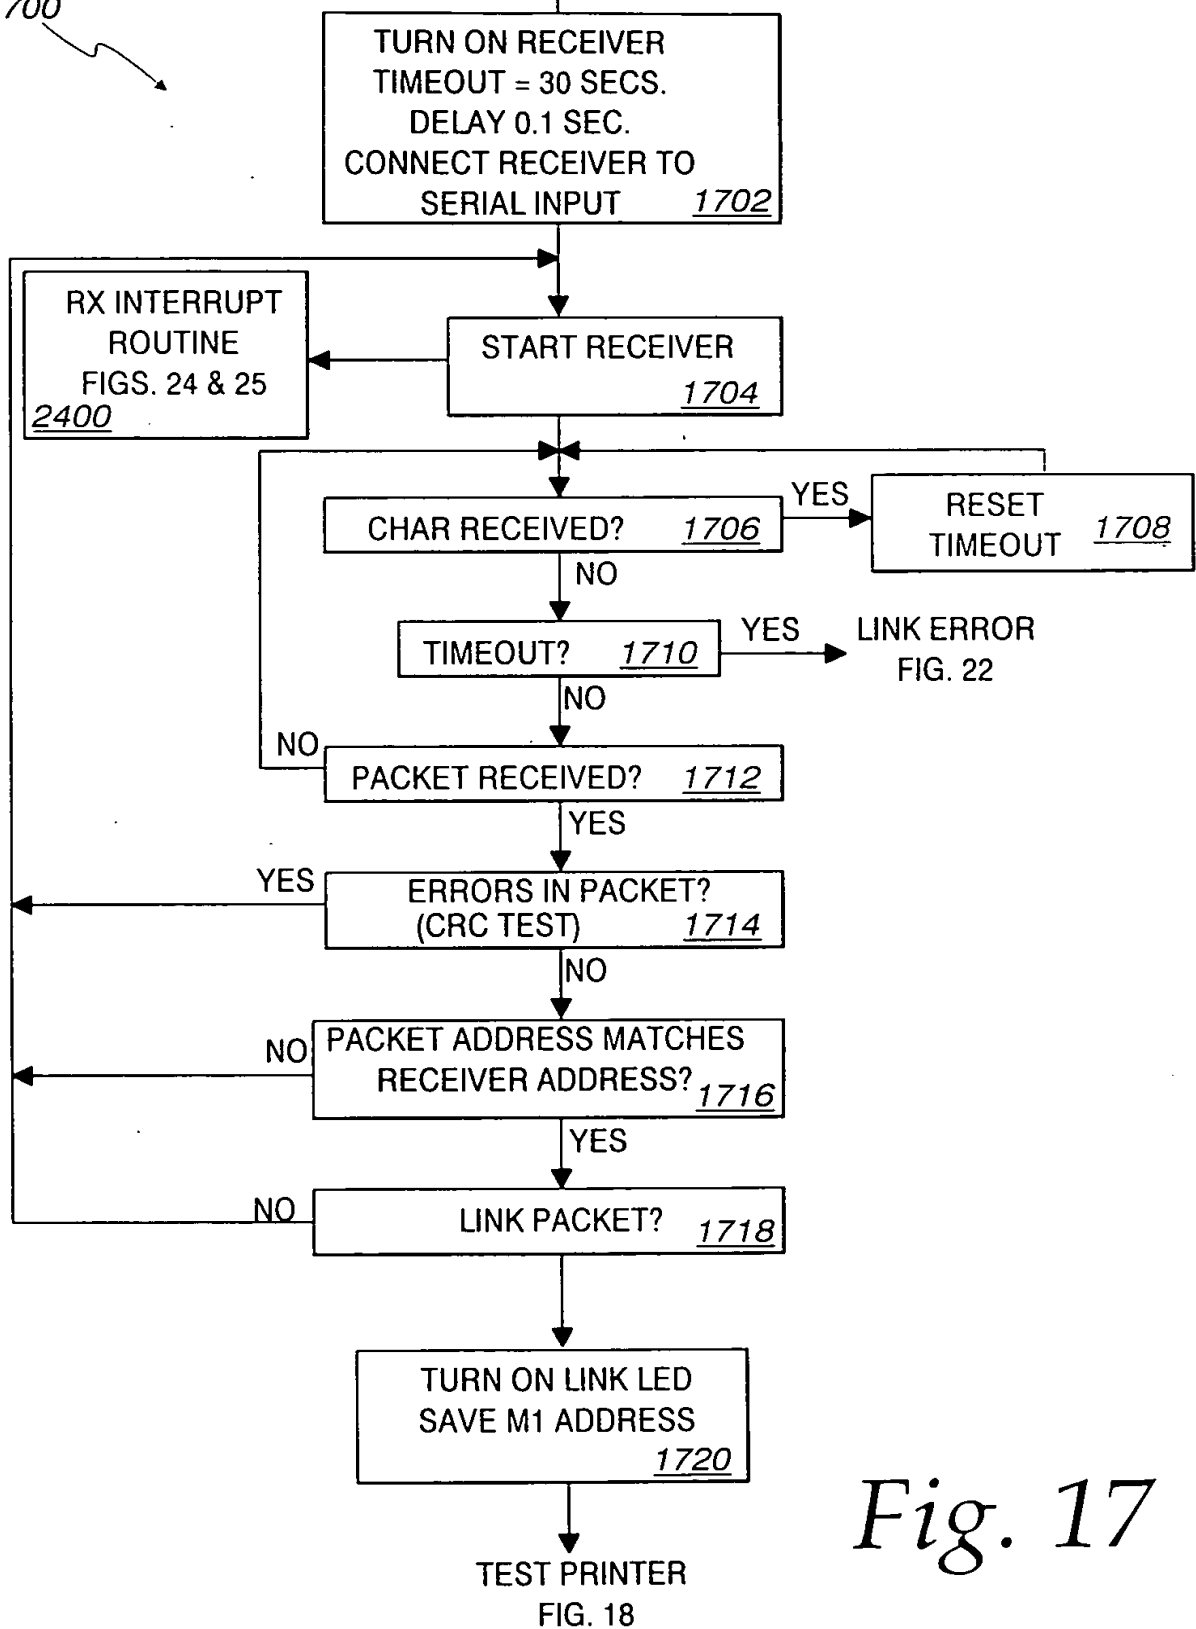 700
TURN ON RECEIVER
TIMEOUT = 30 SECS.
DELAY 0.1 SEC.
CONNECT RECEIVER TO
SERIAL INPUT 1702
RX INTERRUPT
ROUTINE
FIGS. 24 & 25
2400
START RECEIVER
1704
CHAR RECEIVED? 1706
YES
RESET
TIMEOUT 1708
NO
TIMEOUT? 1710
YES
LINK ERROR
FIG. 22
NO
NO
PACKET RECEIVED? 1712
YES
YES
ERRORS IN PACKET?
(CRC TEST) 1714
NO
NO
PACKET ADDRESS MATCHES
RECEIVER ADDRESS? 1716
YES
NO
LINK PACKET? 1718
TURN ON LINK LED
SAVE M1 ADDRESS
1720
TEST PRINTER
FIG. 18
Fig. 17